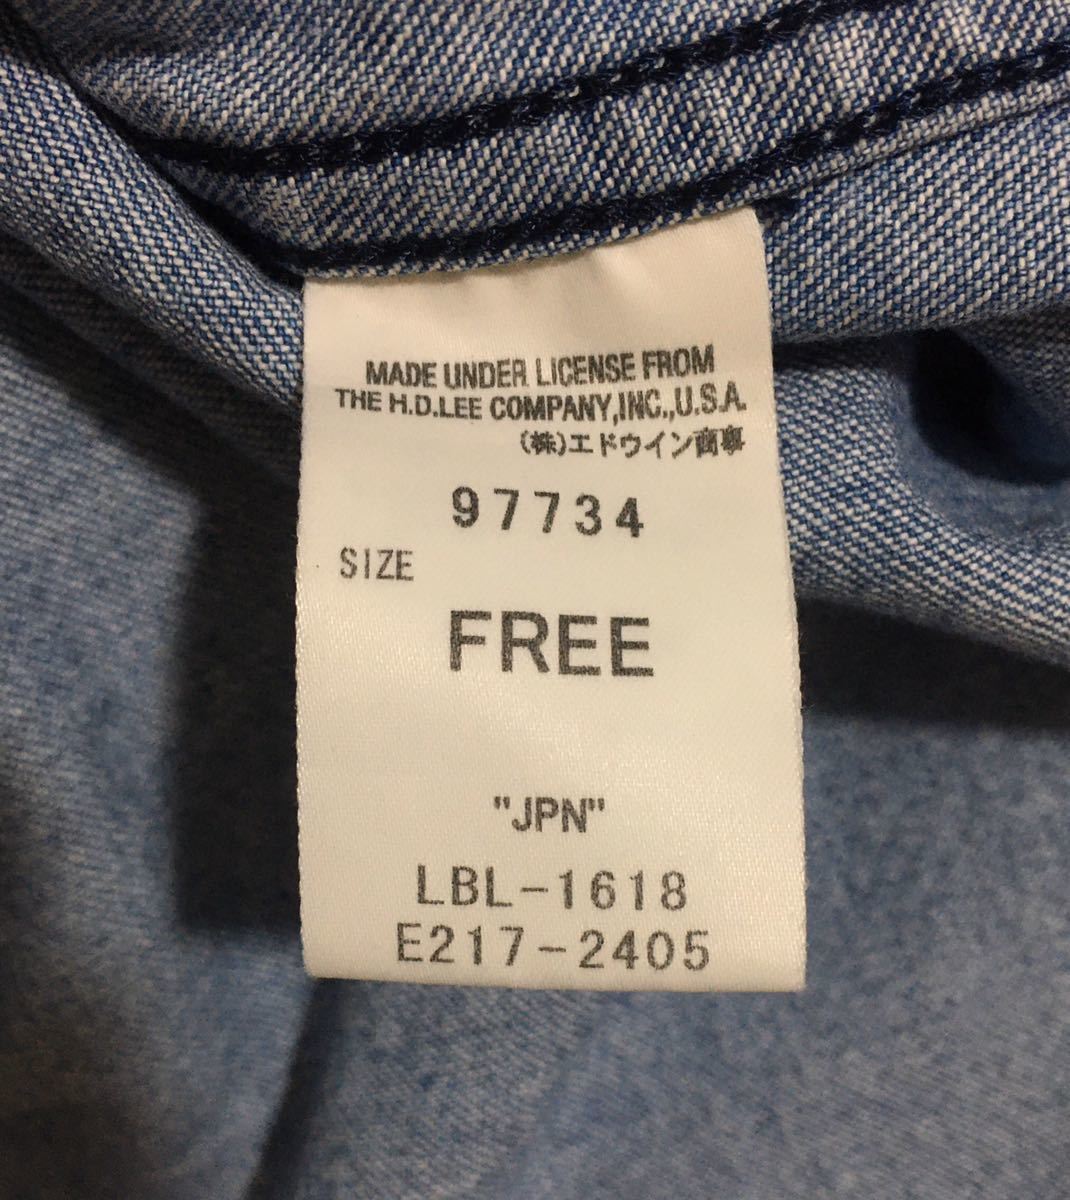 MADE UNDER LICENSE FROM
THE H.D.LEE COMPANY,INC.,U.S.A.
(株)エドウイン商事
97734
SIZE
FREE
"JPN"
LBL-1618
E217-2405